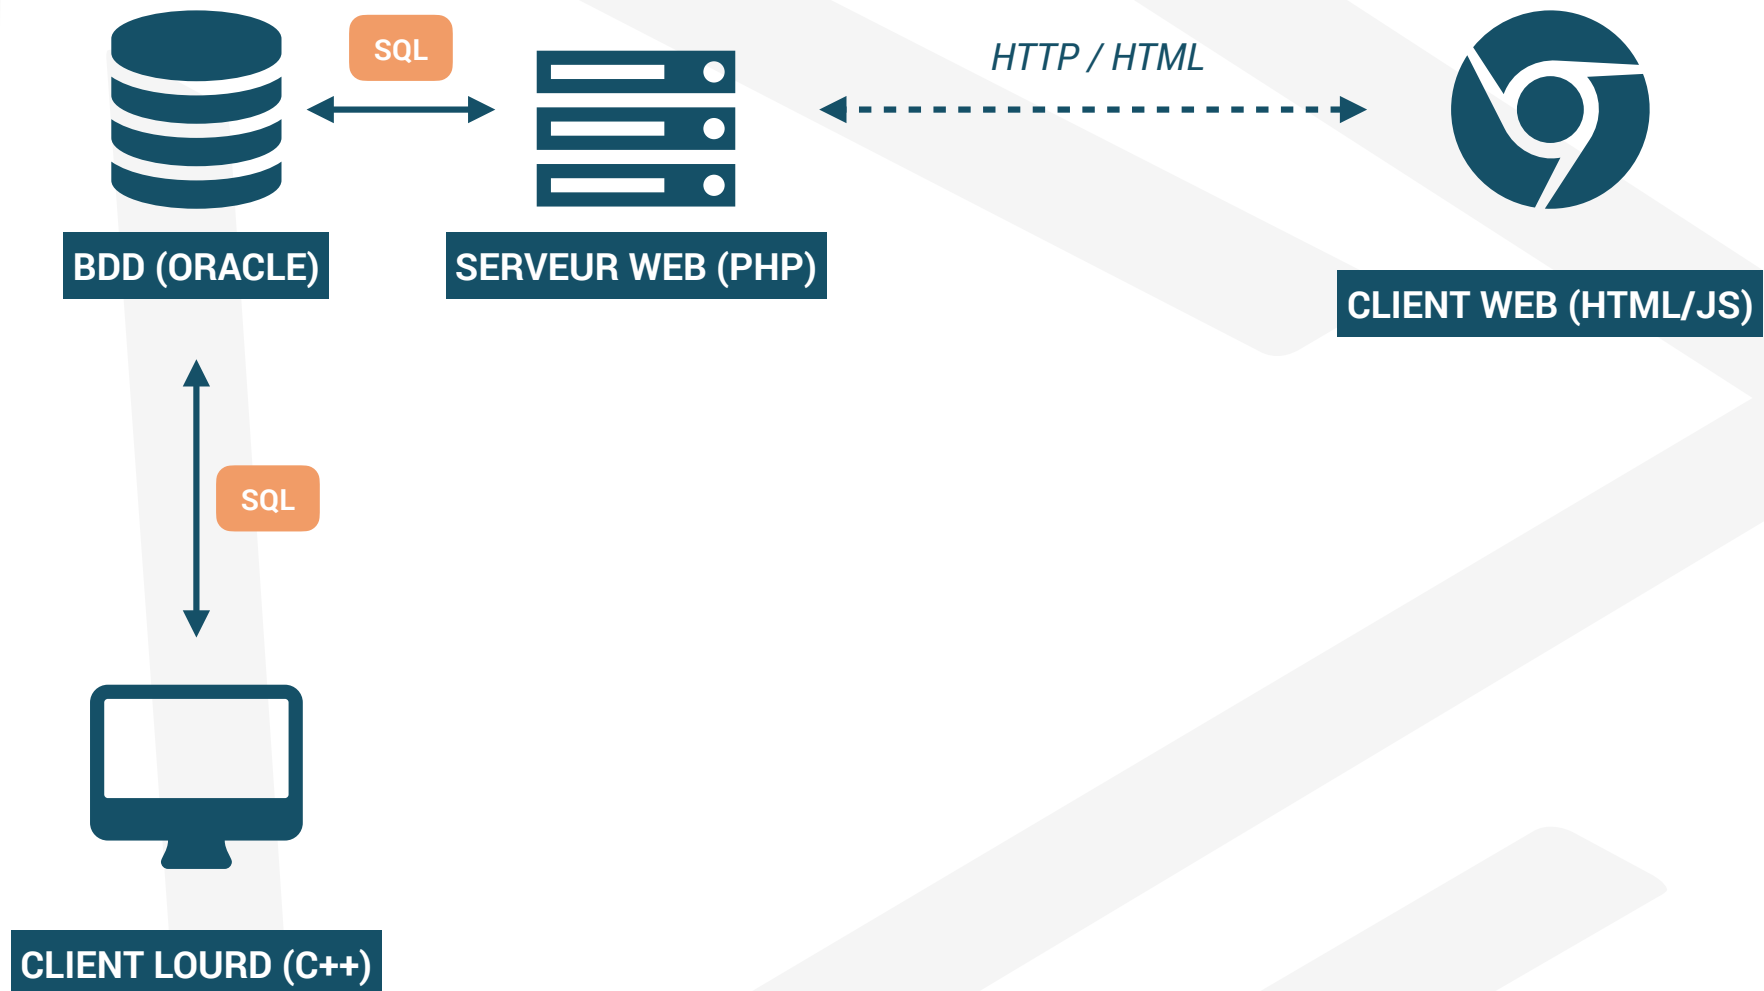 SQL
HTTP / HTML
BDD (ORACLE)
SERVEUR WEB (PHP)
CLIENT WEB (HTML/JS)
SQL
CLIENT LOURD (C++)